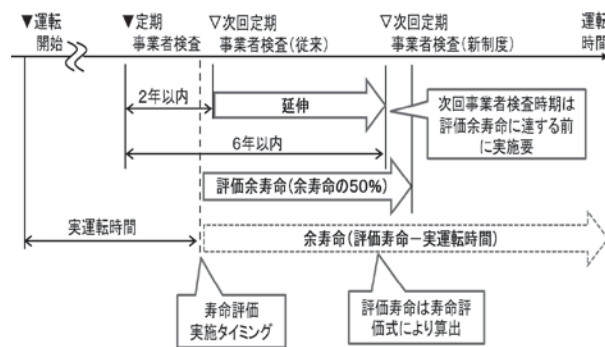 ▼運転
開始
▼定期
事業者検査
▽次回定期
事業者検査(従来)
▽次回定期
事業者検査(新制度)
運転
時間
2年以内
延伸
次回事業者検査時期は
評価余寿命に達する前
に実施要
6年以内
評価余寿命(余寿命の50%)
実運転時間
余寿命(評価寿命－実運転時間)
寿命評価
実施タイミング
評価寿命は寿命評
価式により算出